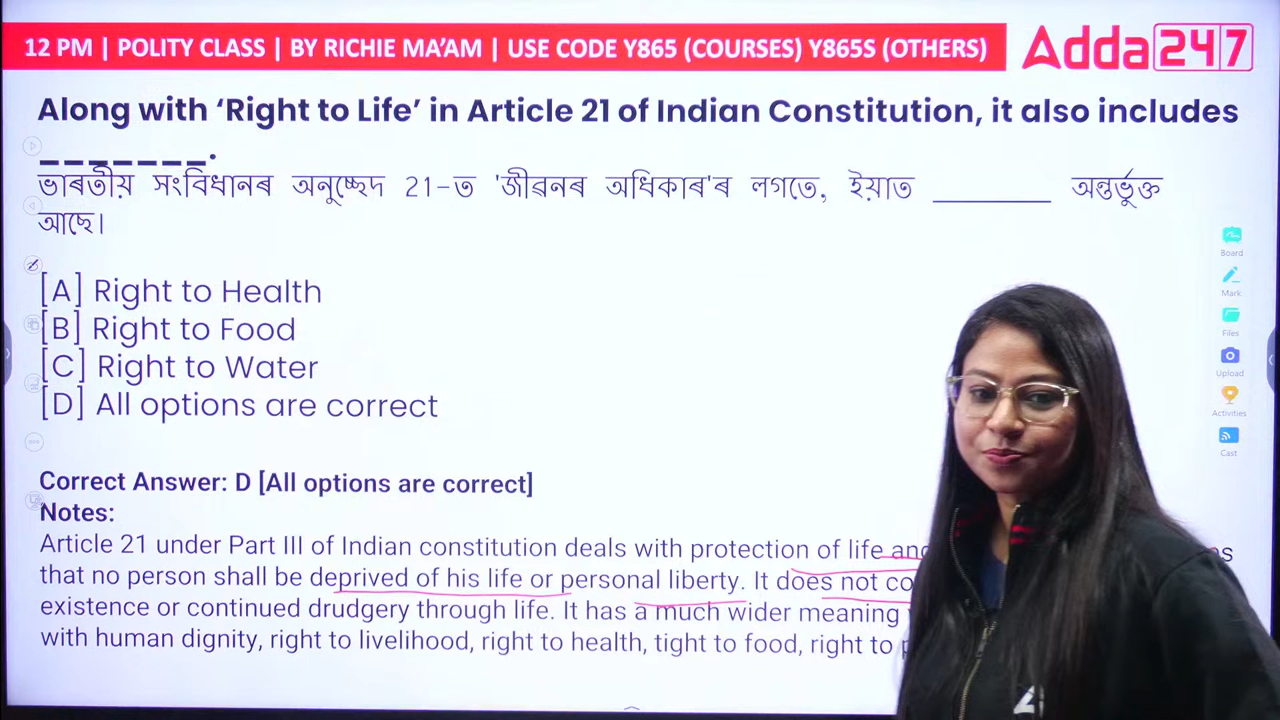 12 PM | POLITY CLASS | BY RICHIE MA’AM | USE CODE Y865 (COURSES) Y865S (OTHERS)
Adda247
Along with ‘Right to Life’ in Article 21 of Indian Constitution, it also includes
_______.
ভাৰতীয় সংবিধানৰ অনুচ্ছেদ 21-ত 'জীৱনৰ অধিকাৰ'ৰ লগতে, ইয়াত ________ অন্তৰ্ভুক্ত
আছে।
[A] Right to Health
[B] Right to Food
[C] Right to Water
[D] All options are correct
Correct Answer: D [All options are correct]
Notes:
Article 21 under Part III of Indian constitution deals with protection of life and
that no person shall be deprived of his life or personal liberty. It does not
existence or continued drudgery through life. It has a much wider meaning
with human dignity, right to livelihood, right to health, tight to food, right to
Board
Mark
Files
Upload
Activities
Cast